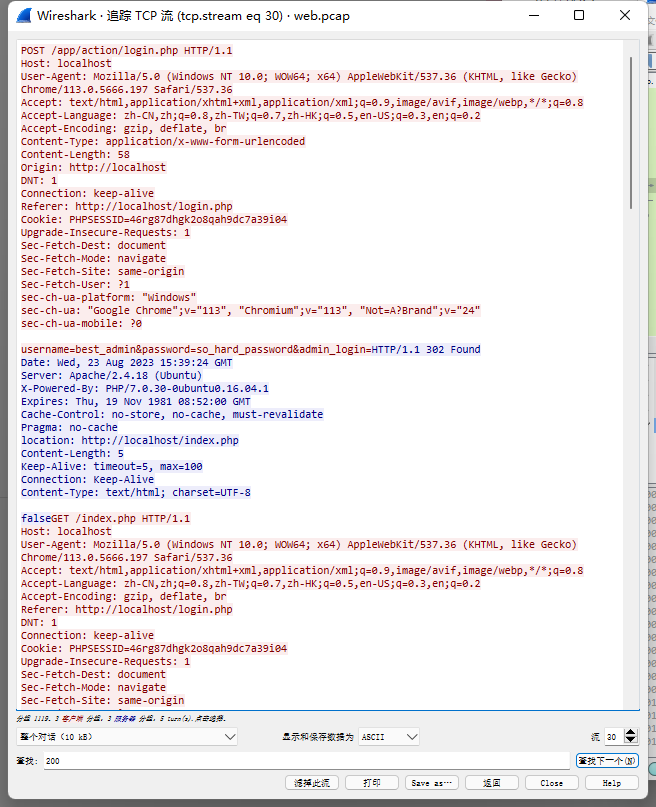 Wireshark · 追踪 TCP 流 (tcp.stream eq 30) · web.pcap
POST /app/action/login.php HTTP/1.1
Host: localhost
User-Agent: Mozilla/5.0 (Windows NT 10.0; WOW64; x64) AppleWebKit/537.36 (KHTML, like Gecko)
Chrome/113.0.5666.197 Safari/537.36
Accept: text/html,application/xhtml+xml,application/xml;q=0.9,image/avif,image/webp,*/*;q=0.8
Accept-Language: zh-CN,zh;q=0.8,zh-TW;q=0.7,zh-HK;q=0.5,en-US;q=0.3,en;q=0.2
Accept-Encoding: gzip, deflate, br
Content-Type: application/x-www-form-urlencoded
Content-Length: 58
Origin: http://localhost
DNT: 1
Connection: keep-alive
Referer: http://localhost/login.php
Cookie: PHPSESSID=46rg87dhgk2o8qah9dc7a39i04
Upgrade-Insecure-Requests: 1
Sec-Fetch-Dest: document
Sec-Fetch-Mode: navigate
Sec-Fetch-Site: same-origin
Sec-Fetch-User: ?1
sec-ch-ua-platform: "Windows"
sec-ch-ua: "Google Chrome";v="113", "Chromium";v="113", "Not=A?Brand";v="24"
sec-ch-ua-mobile: ?0
username=best_admin&password=so_hard_password&admin_login=HTTP/1.1 302 Found
Date: Wed, 23 Aug 2023 15:39:24 GMT
Server: Apache/2.4.18 (Ubuntu)
X-Powered-By: PHP/7.0.30-0ubuntu0.16.04.1
Expires: Thu, 19 Nov 1981 08:52:00 GMT
Cache-Control: no-store, no-cache, must-revalidate
Pragma: no-cache
location: http://localhost/index.php
Content-Length: 5
Keep-Alive: timeout=5, max=100
Connection: Keep-Alive
Content-Type: text/html; charset=UTF-8
falseGET /index.php HTTP/1.1
Host: localhost
User-Agent: Mozilla/5.0 (Windows NT 10.0; WOW64; x64) AppleWebKit/537.36 (KHTML, like Gecko)
Chrome/113.0.5666.197 Safari/537.36
Accept: text/html,application/xhtml+xml,application/xml;q=0.9,image/avif,image/webp,*/*;q=0.8
Accept-Language: zh-CN,zh;q=0.8,zh-TW;q=0.7,zh-HK;q=0.5,en-US;q=0.3,en;q=0.2
Accept-Encoding: gzip, deflate, br
Referer: http://localhost/login.php
DNT: 1
Connection: keep-alive
Cookie: PHPSESSID=46rg87dhgk2o8qah9dc7a39i04
Upgrade-Insecure-Requests: 1
Sec-Fetch-Dest: document
Sec-Fetch-Mode: navigate
Sec-Fetch-Site: same-origin
分组 1119。3 客户端 分组，3 服务器 分组，5 turn(s).点击选择。
整个对话 (10 kB) 显示和保存数据为 ASCII 流 30
查找: 200 查找下一个(N)
滤掉此流 打印 Save as… 返回 Close Help